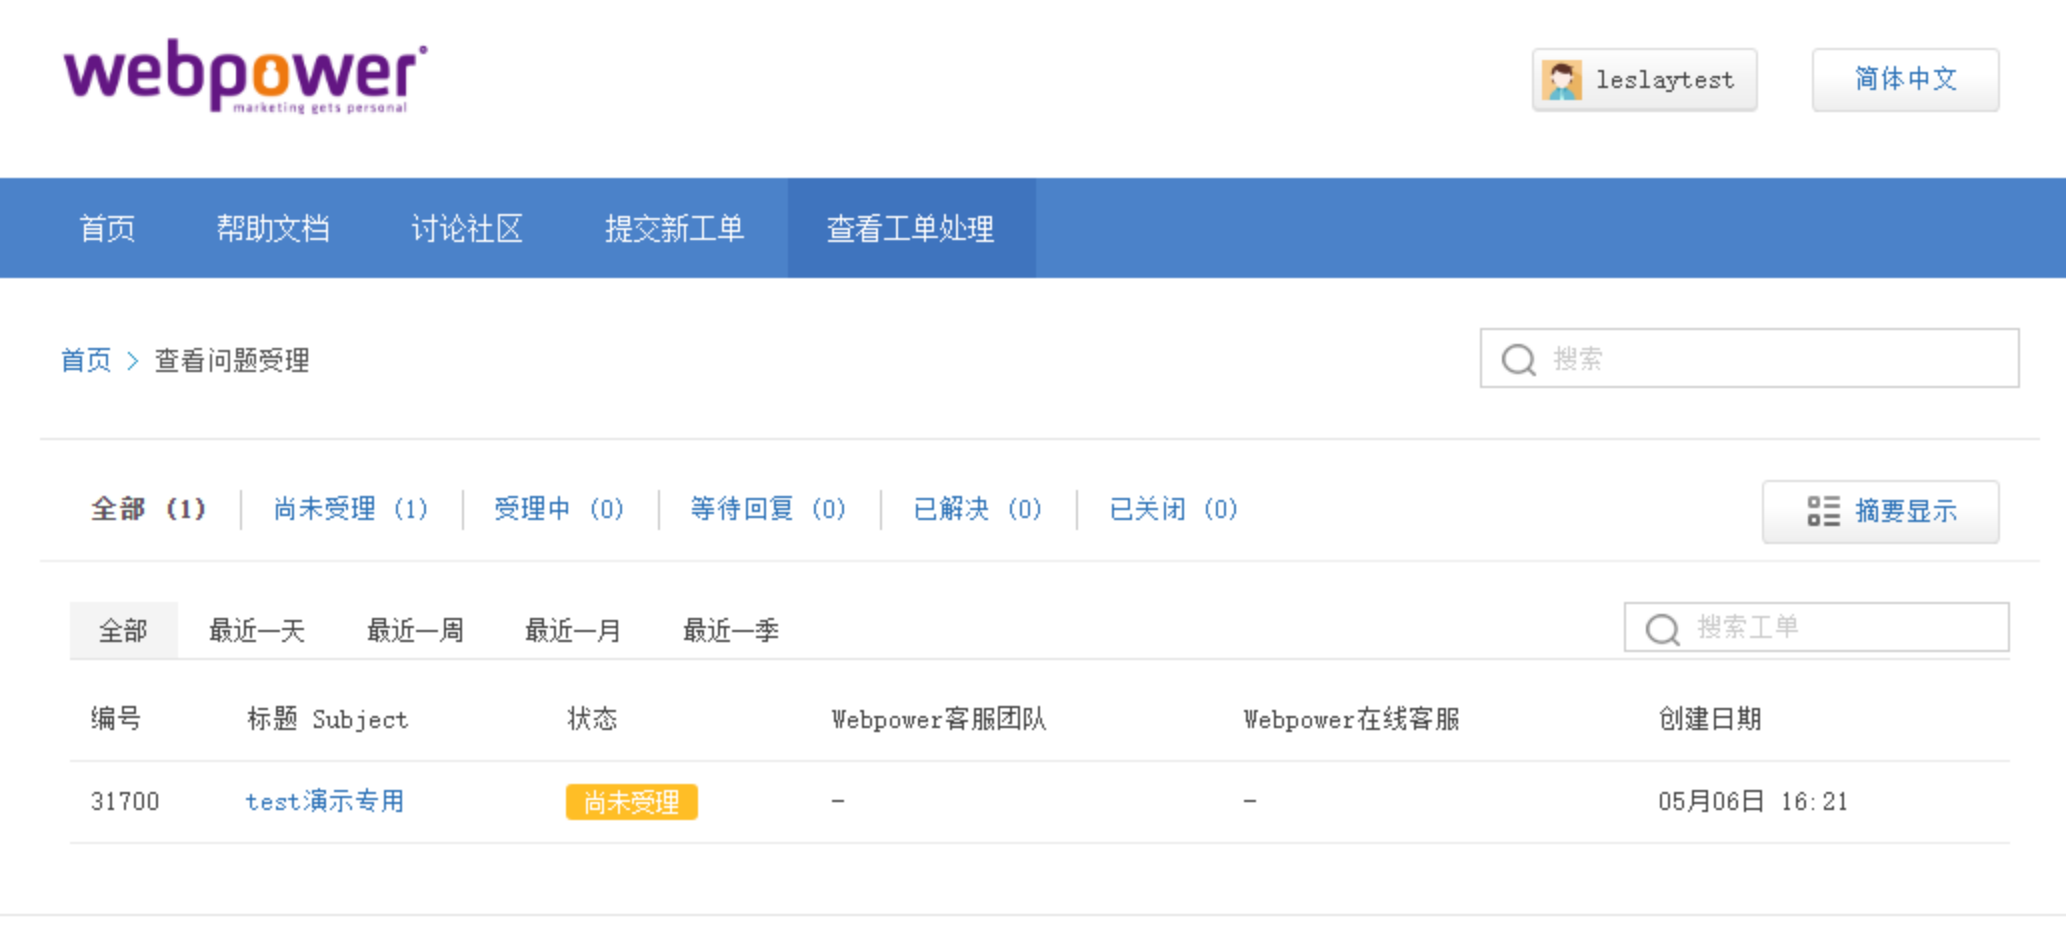 webpower
marketing gets personal
leslaytest
简体中文
首页 帮助文档 讨论社区 提交新工单 查看工单处理
首页 > 查看问题受理
搜索
全部 (1) 尚未受理 (1) 受理中 (0) 等待回复 (0) 已解决 (0) 已关闭 (0)
摘要显示
全部 最近一天 最近一周 最近一月 最近一季
搜索工单
编号 标题 Subject 状态 Webpower客服团队 Webpower在线客服 创建日期
31700 test演示专用 尚未受理 - - 05月06日 16:21